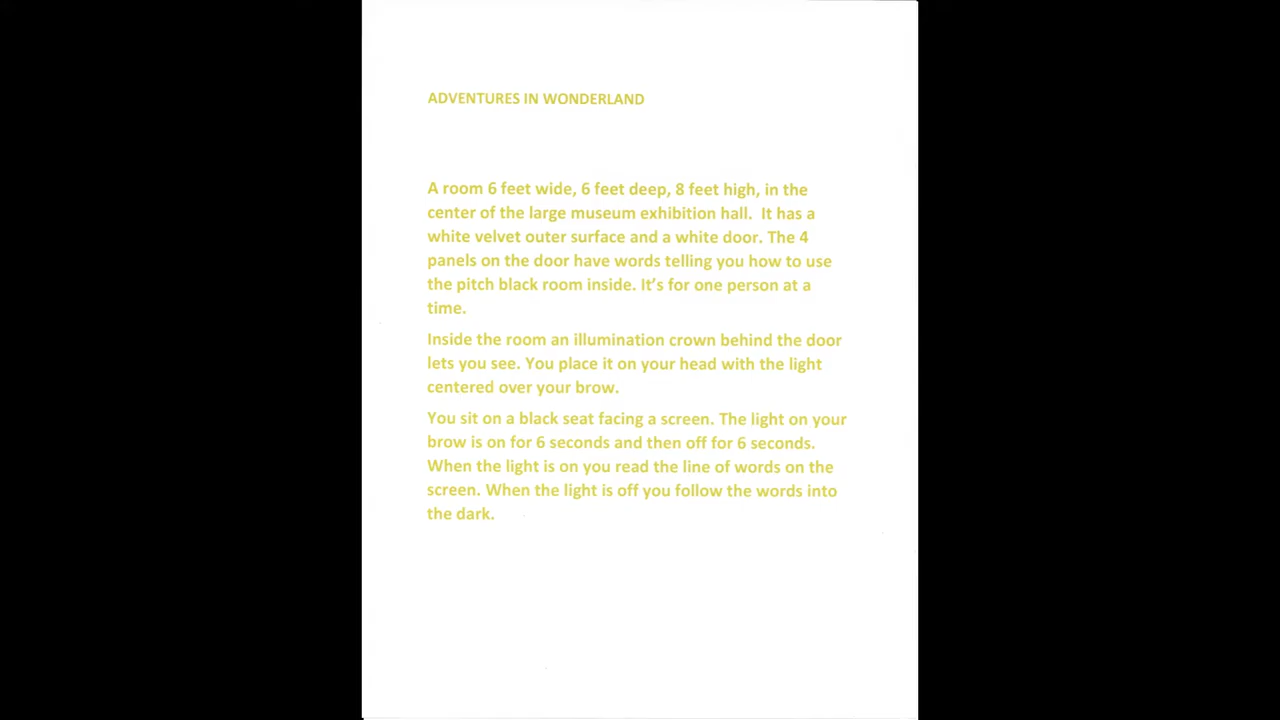 ADVENTURES IN WONDERLAND
A room 6 feet wide, 6 feet deep, 8 feet high, in the
center of the large museum exhibition hall.  It has a
white velvet outer surface and a white door. The 4
panels on the door have words telling you how to use
the pitch black room inside. It's for one person at a
time.
Inside the room an illumination crown behind the door
lets you see. You place it on your head with the light
centered over your brow.
You sit on a black seat facing a screen. The light on your
brow is on for 6 seconds and then off for 6 seconds.
When the light is on you read the line of words on the
screen. When the light is off you follow the words into
the dark.